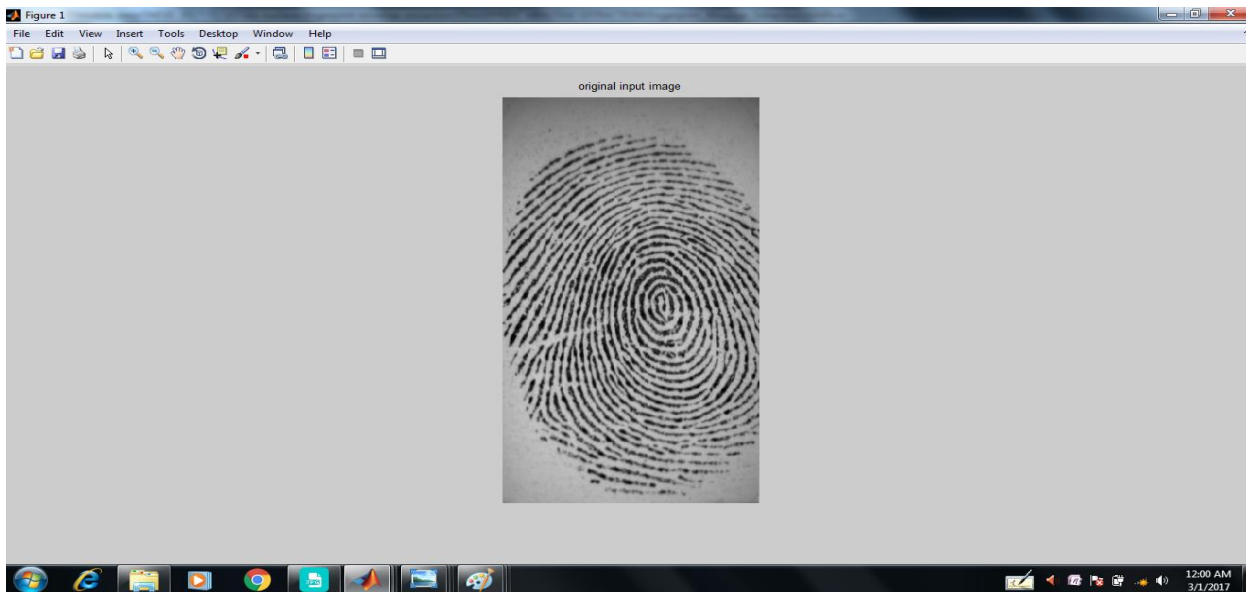 Figure 1
File Edit View Insert Tools Desktop Window Help
original input image
12:00 AM
3/1/2017